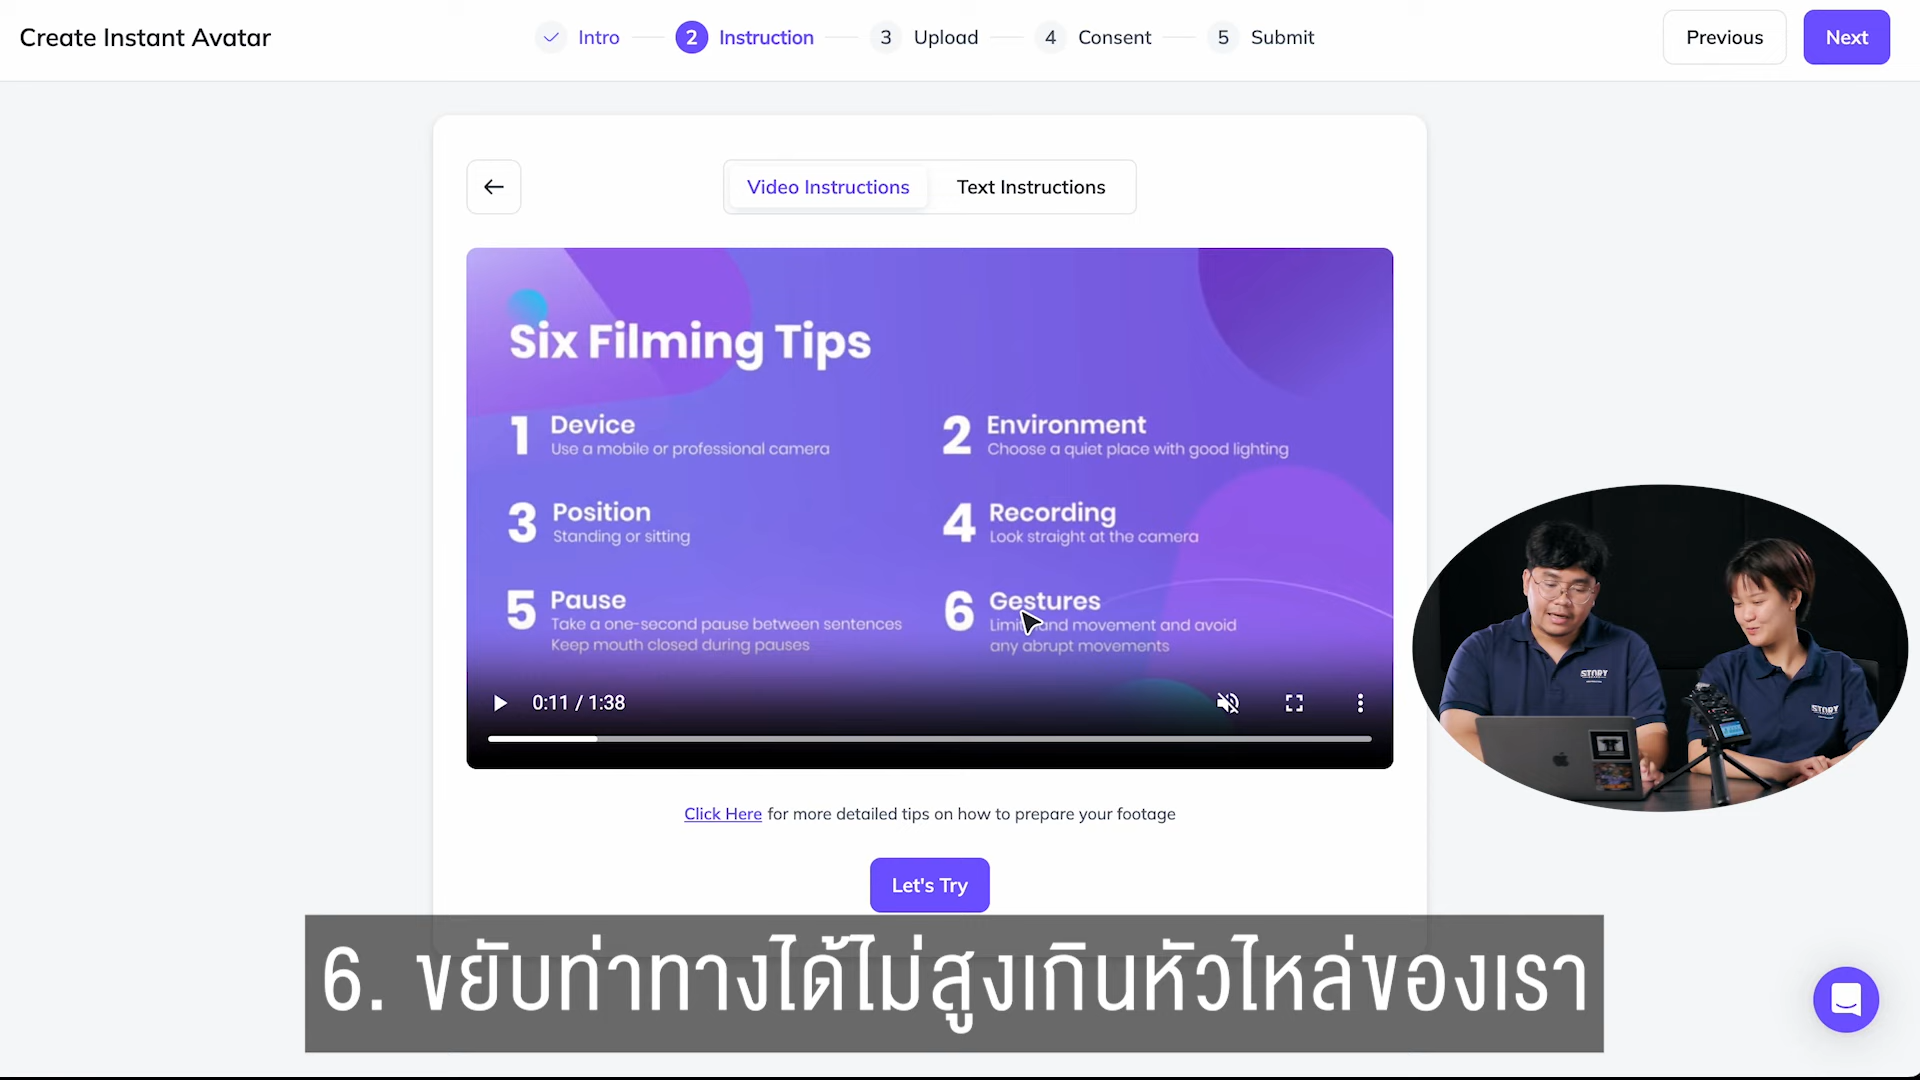 Create Instant Avatar
Intro
2 Instruction
3 Upload
4 Consent
5 Submit
Previous
Next
Video Instructions
Text Instructions
Six Filming Tips
1 Device
Use a mobile or professional camera
2 Environment
Choose a quiet place with good lighting
3 Position
Standing or sitting
4 Recording
Look straight at the camera
5 Pause
Take a one-second pause between sentences
Keep mouth closed during pauses
6 Gestures
Limit hand movement and avoid
any abrupt movements
0:11 / 1:38
STORY
STORY
Click Here for more detailed tips on how to prepare your footage
Let's Try
6. ขยับท่าทางได้ไม่สูงเกินหัวไหล่ของเรา